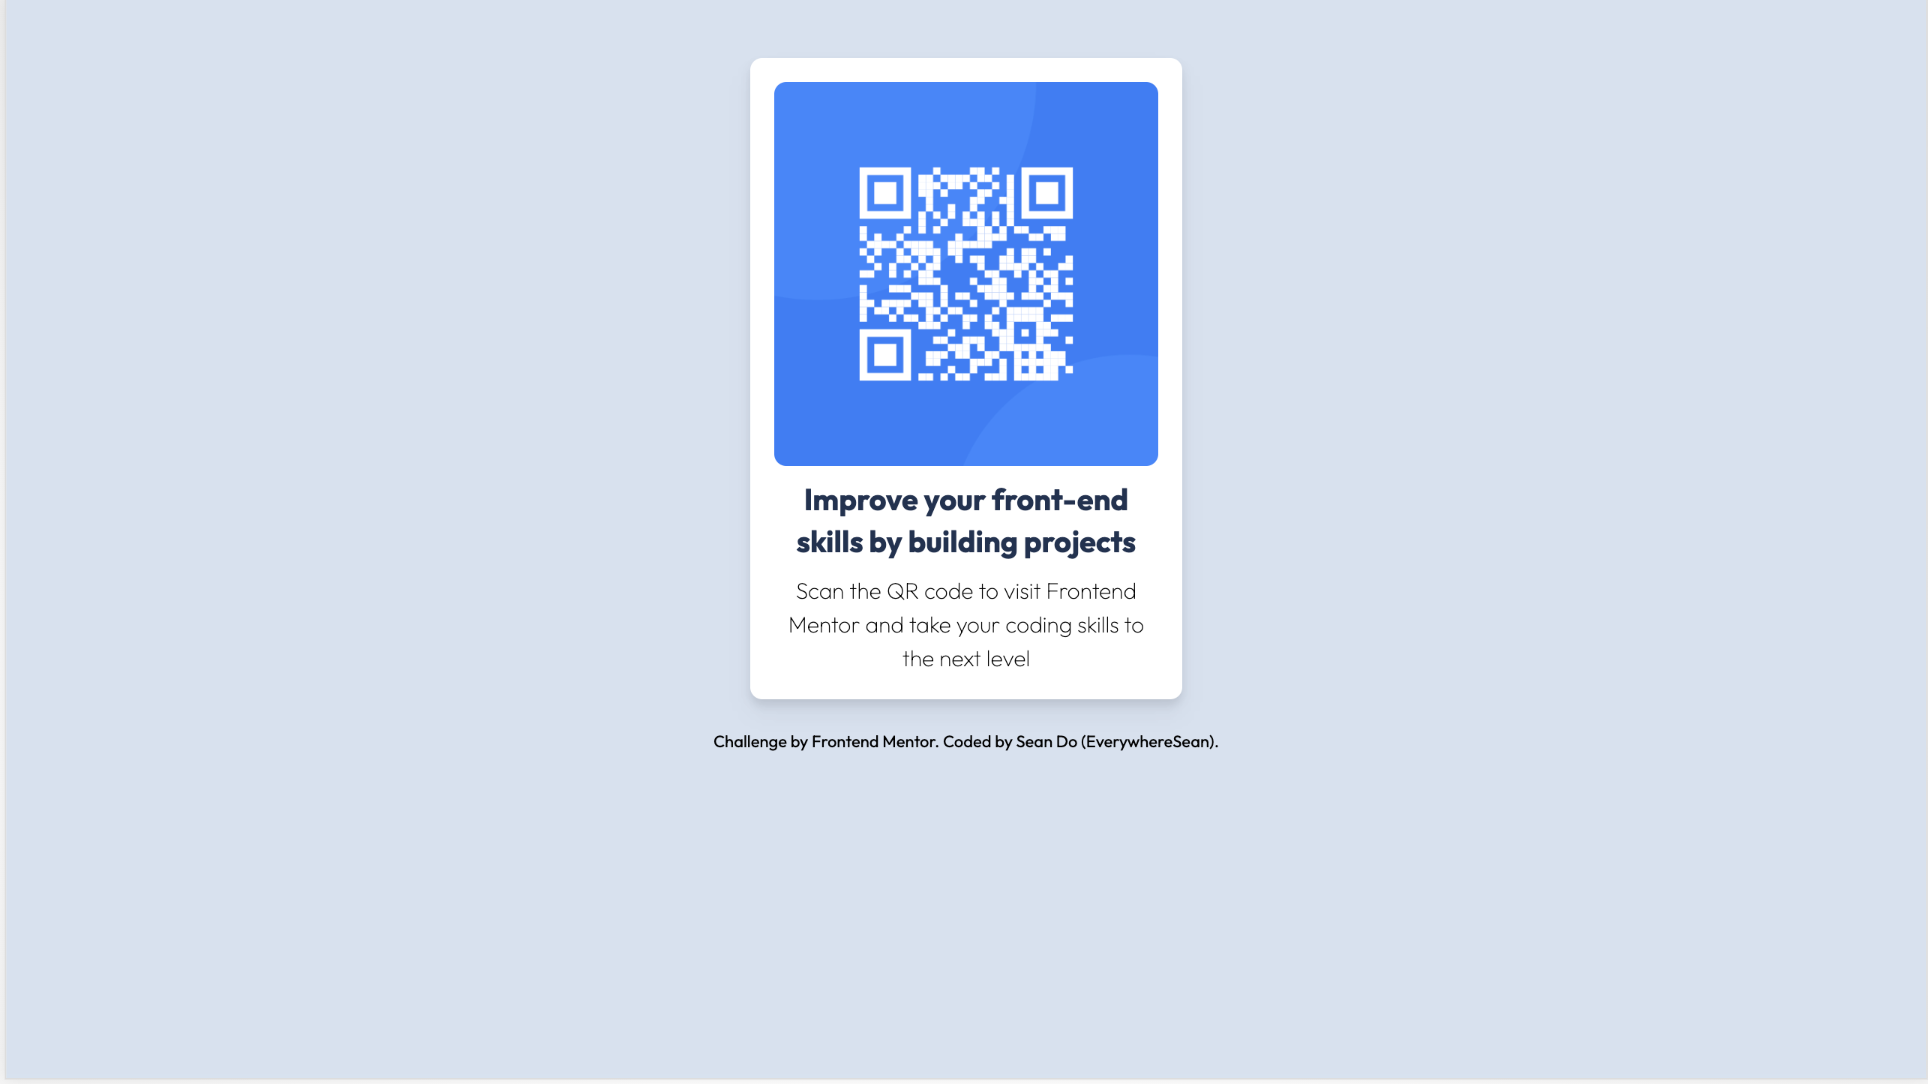 Improve your front-end
skills by building projects
Scan the QR code to visit Frontend
Mentor and take your coding skills to
the next level
Challenge by Frontend Mentor. Coded by Sean Do (EverywhereSean).